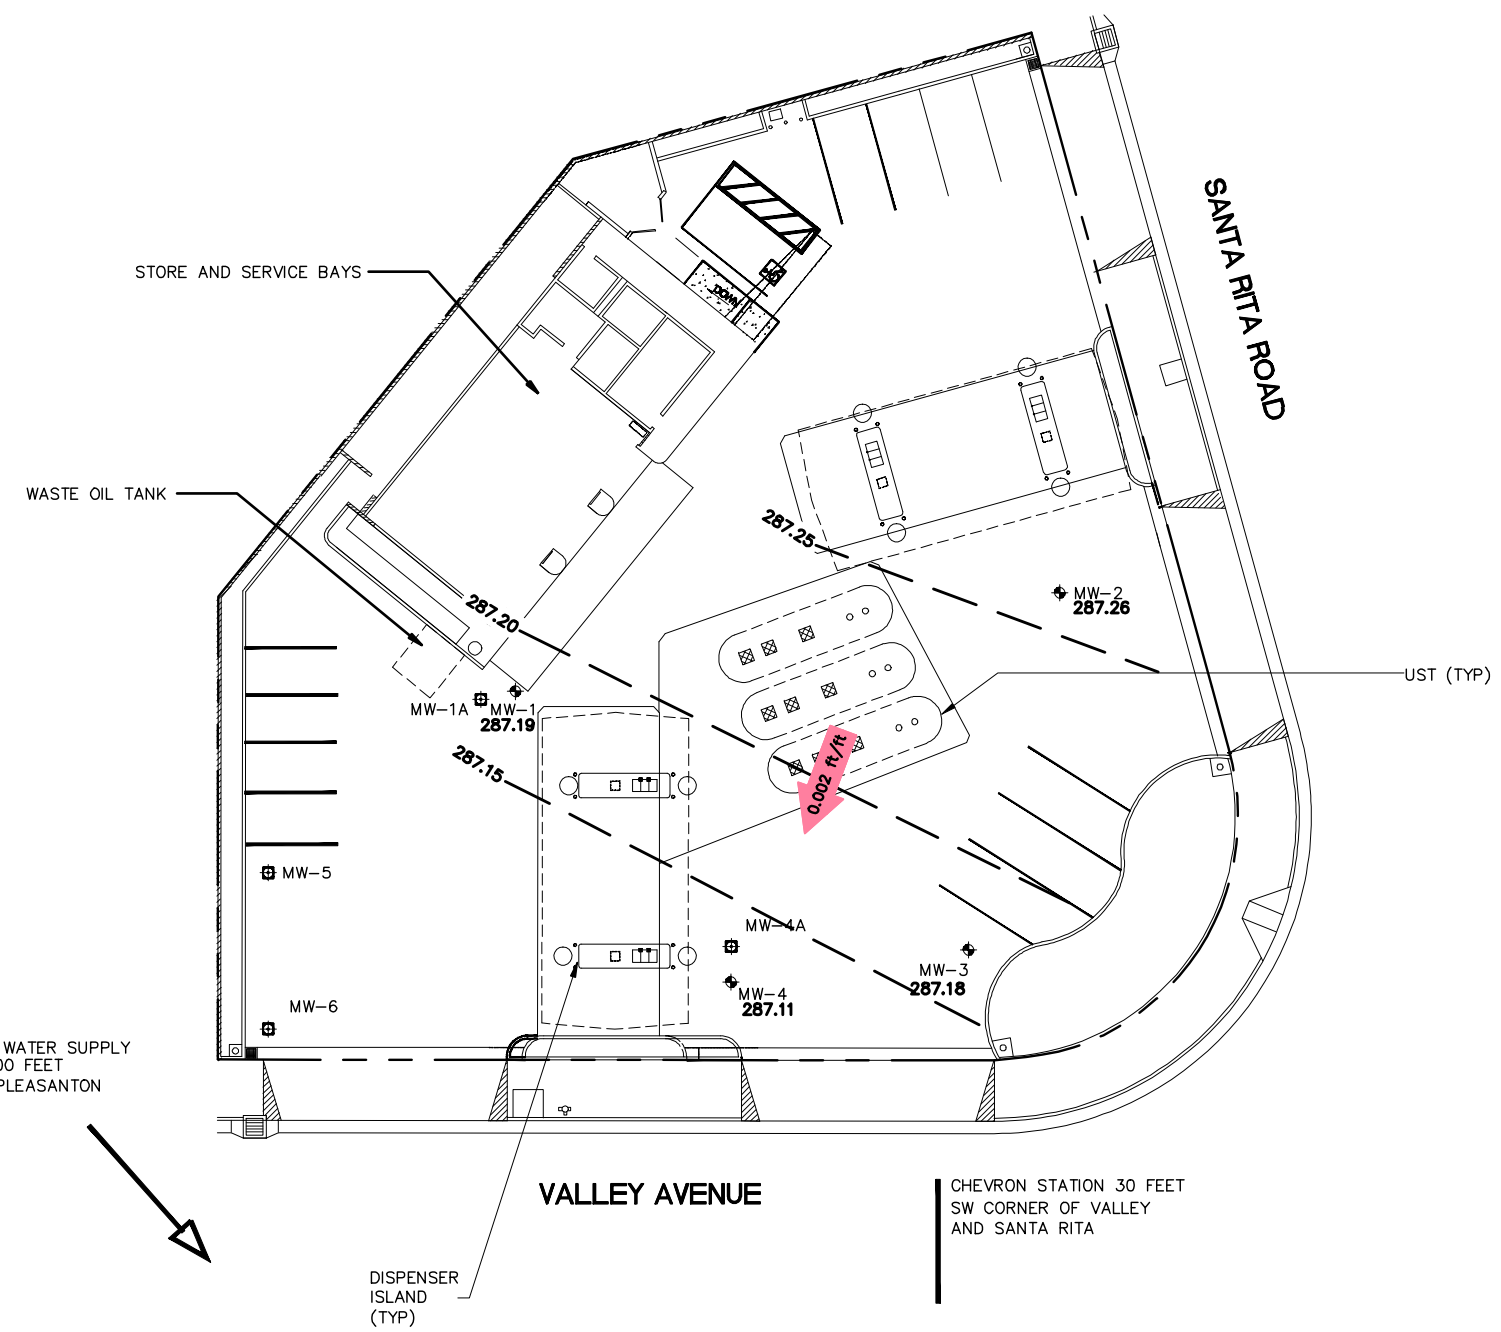 SANTA RITA ROAD
STORE AND SERVICE BAYS
DOWN
WASTE OIL TANK
287.25
MW-2
287.26
287.20
UST (TYP)
MW-1A
MW-1
287.19
287.15
0.002 ft/ft
MW-5
MW-4A
MW-3
287.18
MW-4
287.11
MW-6
WATER SUPPLY
00 FEET
PLEASANTON
VALLEY AVENUE
CHEVRON STATION 30 FEET
SW CORNER OF VALLEY
AND SANTA RITA
DISPENSER
ISLAND
(TYP)